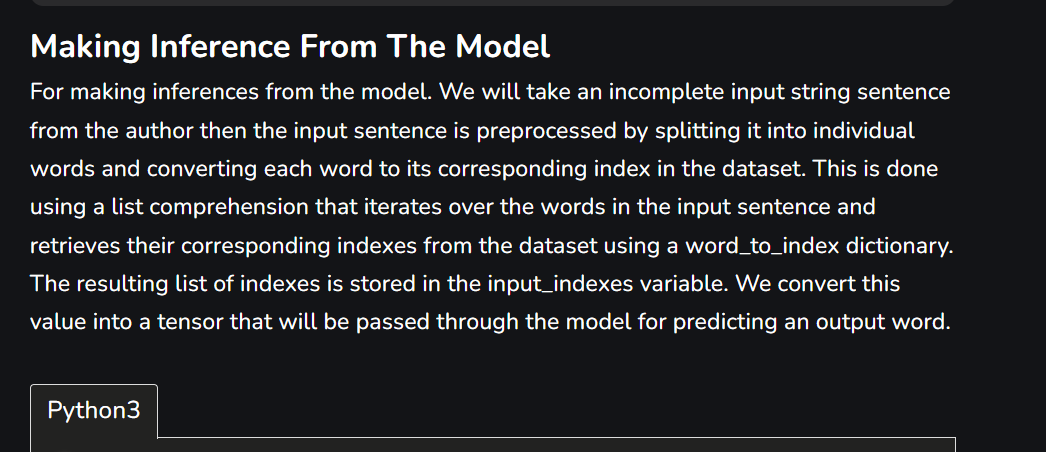 Making Inference From The Model
For making inferences from the model. We will take an incomplete input string sentence
from the author then the input sentence is preprocessed by splitting it into individual
words and converting each word to its corresponding index in the dataset. This is done
using a list comprehension that iterates over the words in the input sentence and
retrieves their corresponding indexes from the dataset using a word_to_index dictionary.
The resulting list of indexes is stored in the input_indexes variable. We convert this
value into a tensor that will be passed through the model for predicting an output word.
Python3